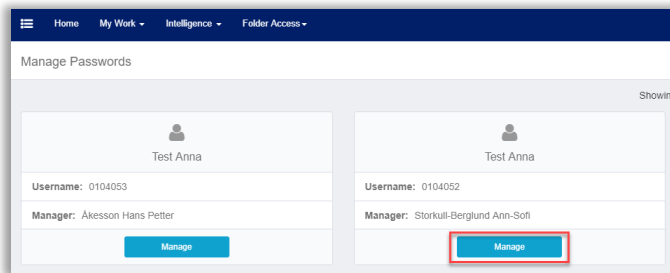 Home My Work Intelligence Folder Access
Manage Passwords
Showin
Test Anna Test Anna
Username: 0104053 Username: 0104052
Manager: Åkesson Hans Petter Manager: Storkull-Berglund Ann-Sofi
Manage Manage